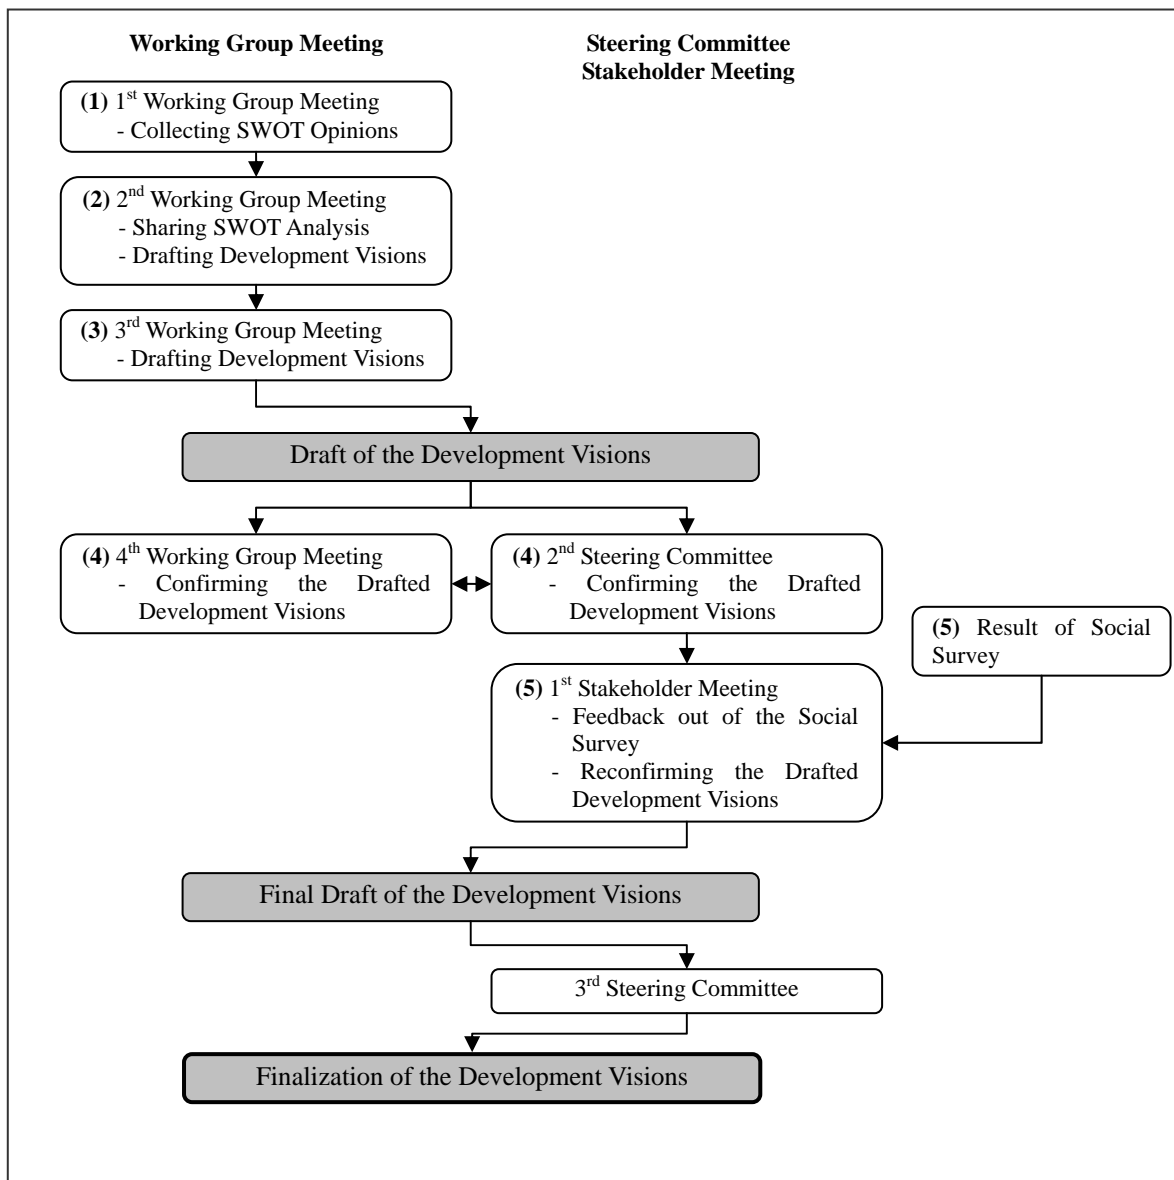 Working Group Meeting
Steering Committee
Stakeholder Meeting
(1) 1st Working Group Meeting
- Collecting SWOT Opinions
(2) 2nd Working Group Meeting
- Sharing SWOT Analysis
- Drafting Development Visions
(3) 3rd Working Group Meeting
- Drafting Development Visions
Draft of the Development Visions
(4) 4th Working Group Meeting
- Confirming the Drafted
Development Visions
(4) 2nd Steering Committee
- Confirming the Drafted
Development Visions
(5) Result of Social
Survey
(5) 1st Stakeholder Meeting
- Feedback out of the Social
Survey
- Reconfirming the Drafted
Development Visions
Final Draft of the Development Visions
3rd Steering Committee
Finalization of the Development Visions